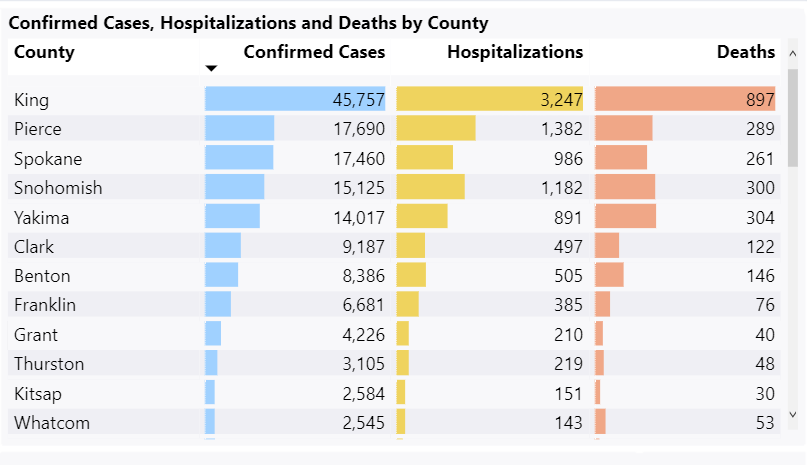 Confirmed Cases, Hospitalizations and Deaths by County
County Confirmed Cases Hospitalizations Deaths
King 45,757 3,247 897
Pierce 17,690 1,382 289
Spokane 17,460 986 261
Snohomish 15,125 1,182 300
Yakima 14,017 891 304
Clark 9,187 497 122
Benton 8,386 505 146
Franklin 6,681 385 76
Grant 4,226 210 40
Thurston 3,105 219 48
Kitsap 2,584 151 30
Whatcom 2,545 143 53